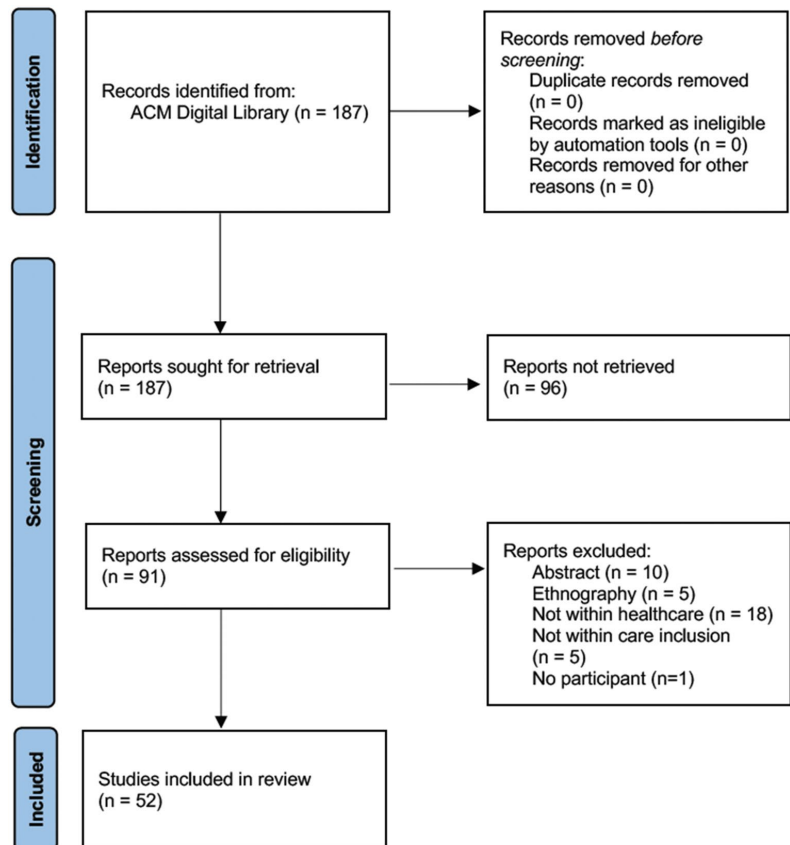 Identification
Records identified from:
ACM Digital Library (n = 187)
Records removed before
screening:
Duplicate records removed
(n = 0)
Records marked as ineligible
by automation tools (n = 0)
Records removed for other
reasons (n = 0)
Screening
Reports sought for retrieval
(n = 187)
Reports not retrieved
(n = 96)
Reports assessed for eligibility
(n = 91)
Reports excluded:
Abstract (n = 10)
Ethnography (n = 5)
Not within healthcare (n = 18)
Not within care inclusion
(n = 5)
No participant (n=1)
Included
Studies included in review
(n = 52)